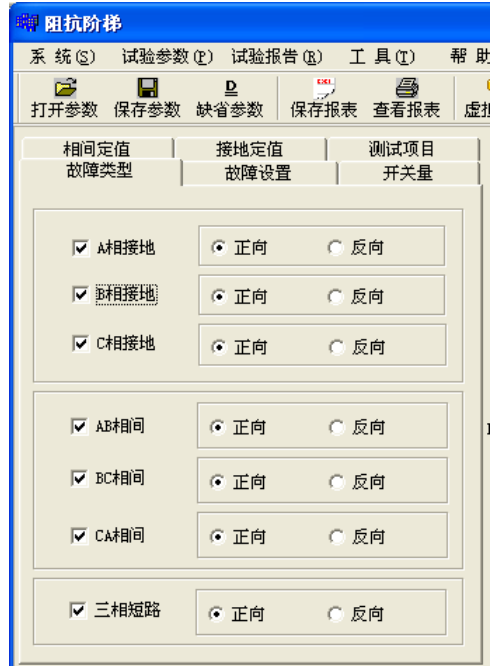 阻抗阶梯
系 统(S) 试验参数(P) 试验报告(R) 工 具(T) 帮 助
打开参数 保存参数 缺省参数 保存报表 查看报表
相间定值 接地定值 测试项目
故障类型 故障设置 开关量
A相接地 正向 反向
B相接地 正向 反向
C相接地 正向 反向
AB相间 正向 反向
BC相间 正向 反向
CA相间 正向 反向
三相短路 正向 反向